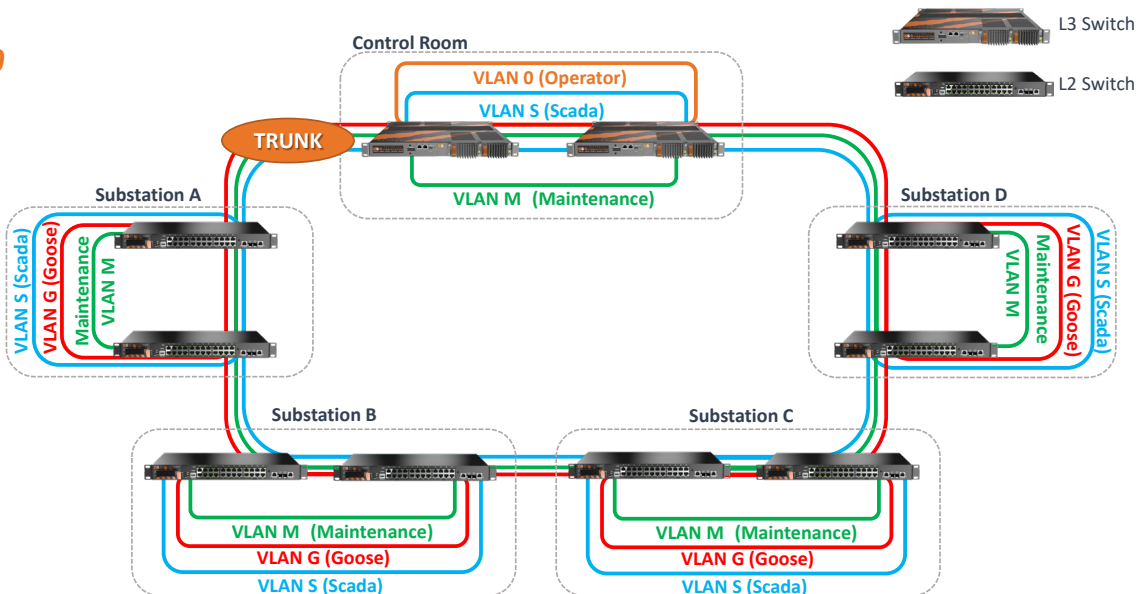 L3 Switch
Control Room
VLAN 0 (Operator)
L2 Switch
VLAN S (Scada)
TRUNK
Substation A
VLAN M (Maintenance)
Substation D
VLAN S (Scada)
VLAN G (Goose)
Maintenance
VLAN M
VLAN M
Maintenance
VLAN G (Goose)
VLAN S (Scada)
Substation B
Substation C
VLAN M (Maintenance)
VLAN M (Maintenance)
VLAN G (Goose)
VLAN G (Goose)
VLAN S (Scada)
VLAN S (Scada)